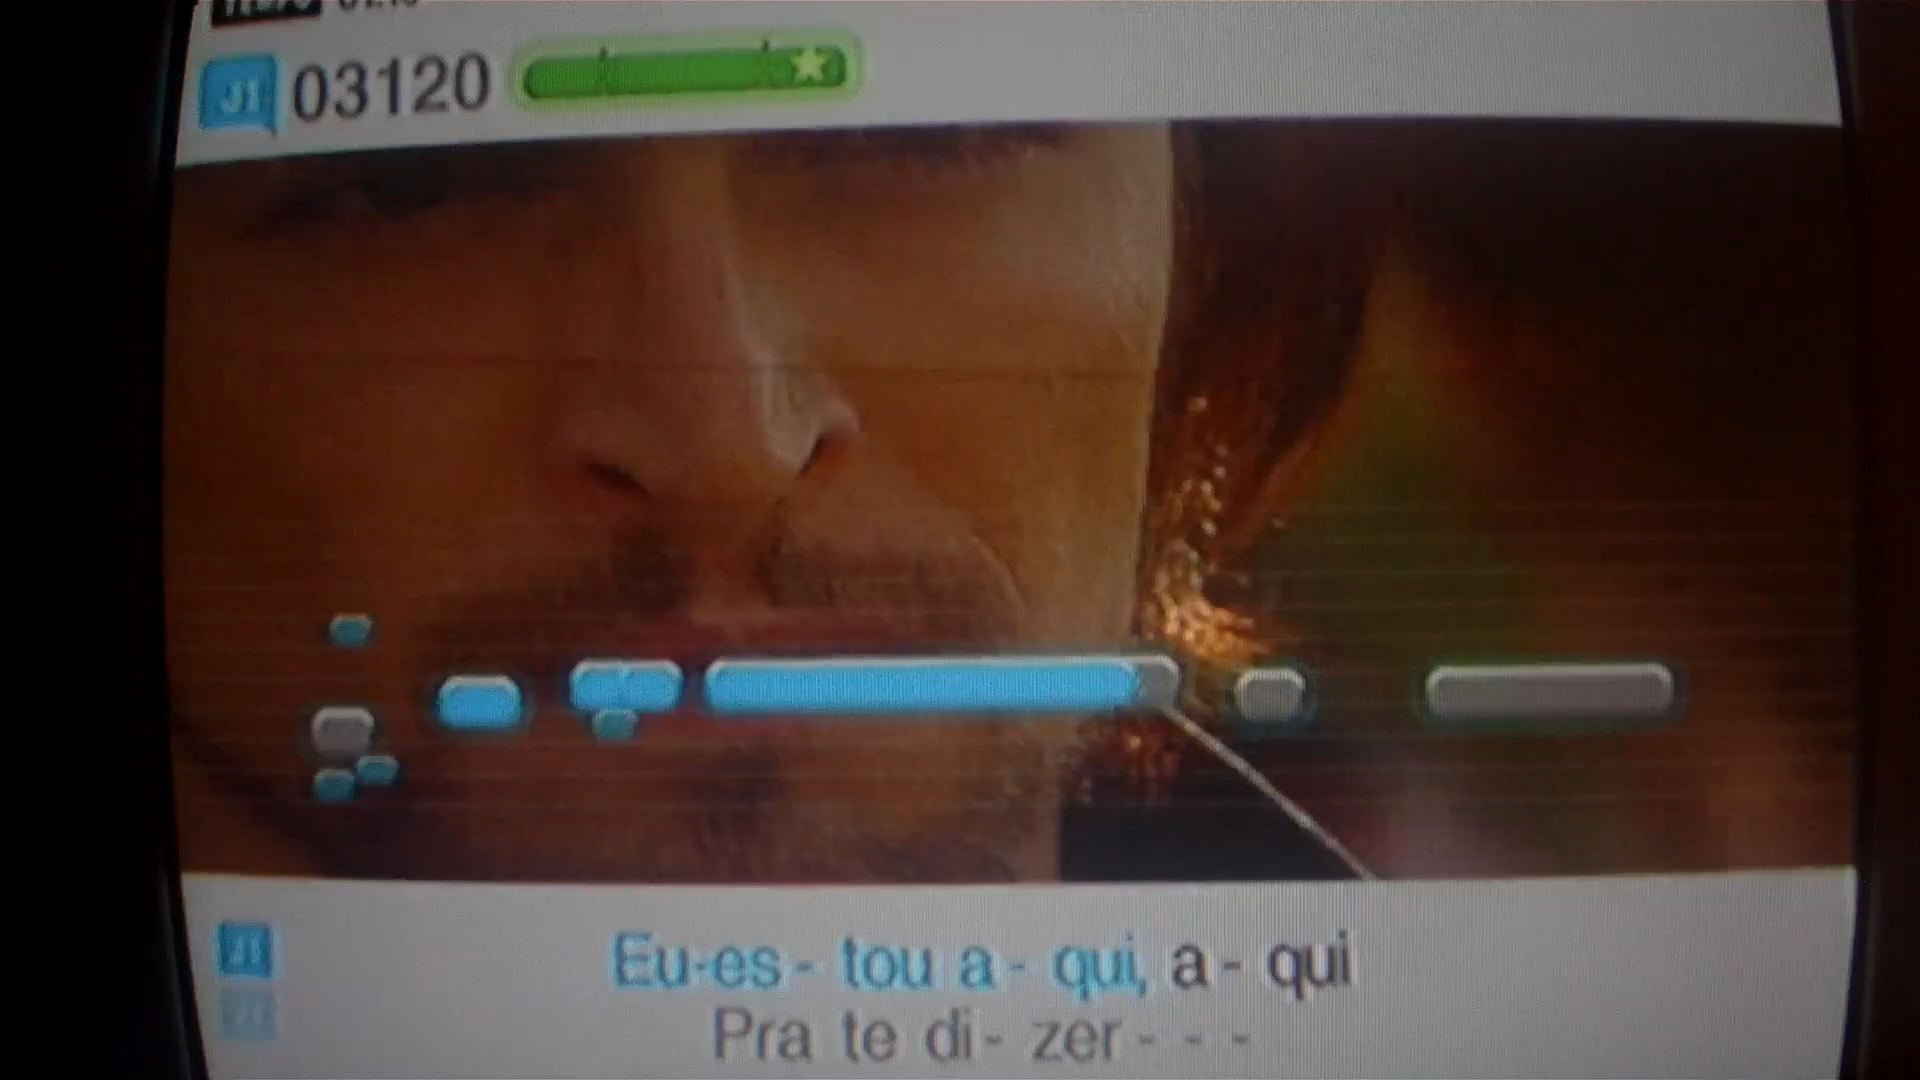 J1 03120
J1
Eu-es- tou a- qui, a- qui
Pra te di- zer- - -